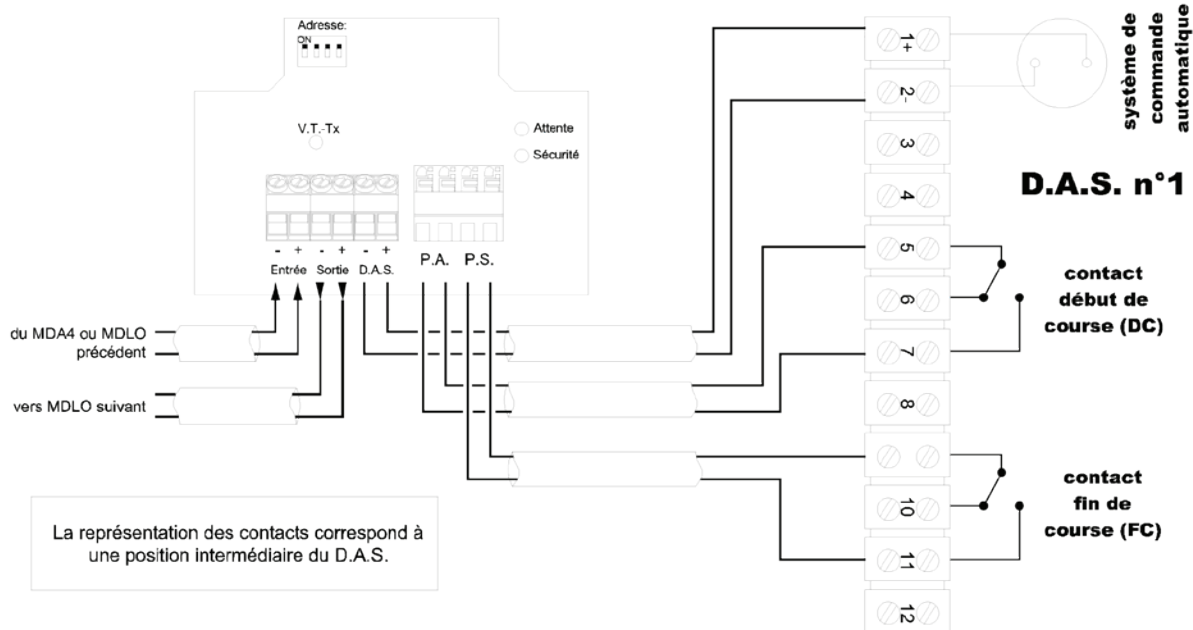 Adresse:
ON
V.T.-Tx
Attente
Sécurité
- + - + - +
Entrée Sortie D.A.S.
P.A. P.S.
du MDA4 ou MDLO
précédent
vers MDLO suivant
La représentation des contacts correspond à
une position intermédiaire du D.A.S.
1+
2-
3
4
5
6
7
8
10
11
12
système de
commande
automatique
D.A.S. n°1
contact
début de
course (DC)
contact
fin de
course (FC)